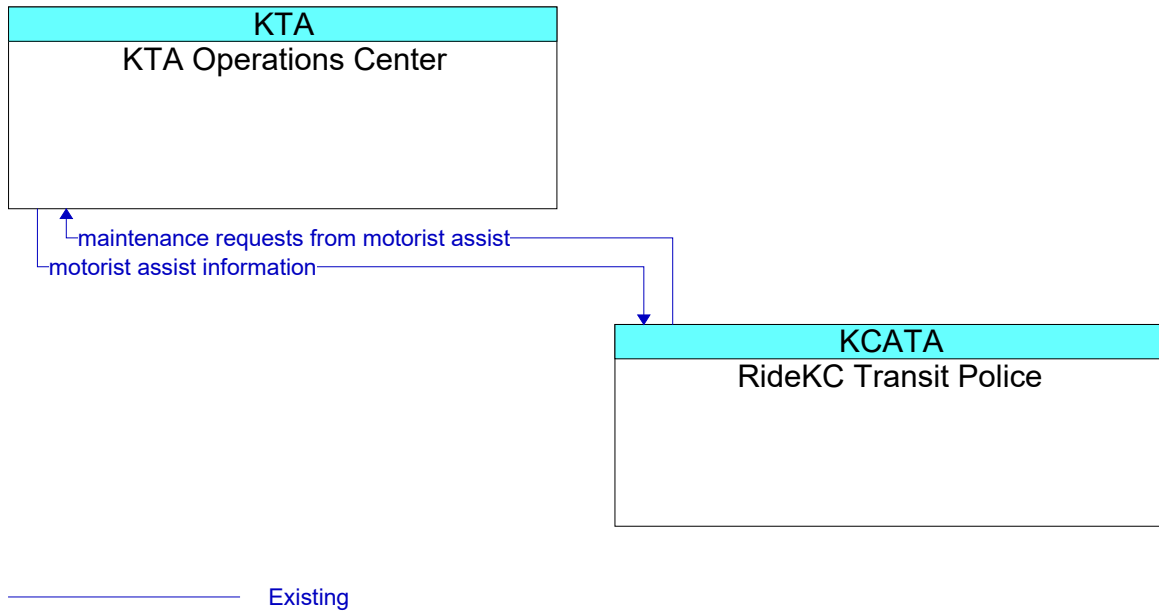 KTA
KTA Operations Center
maintenance requests from motorist assist
motorist assist information
KCATA
RideKC Transit Police
Existing